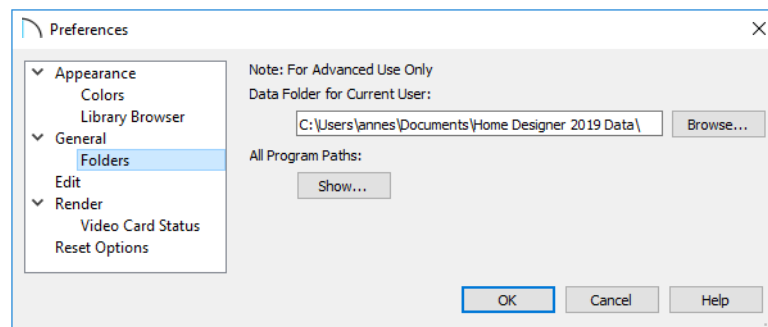 Preferences
Appearance
Colors
Library Browser
General
Folders
Edit
Render
Video Card Status
Reset Options
Note: For Advanced Use Only
Data Folder for Current User:
C:\Users\annes\Documents\Home Designer 2019 Data\
Browse...
All Program Paths:
Show...
OK
Cancel
Help